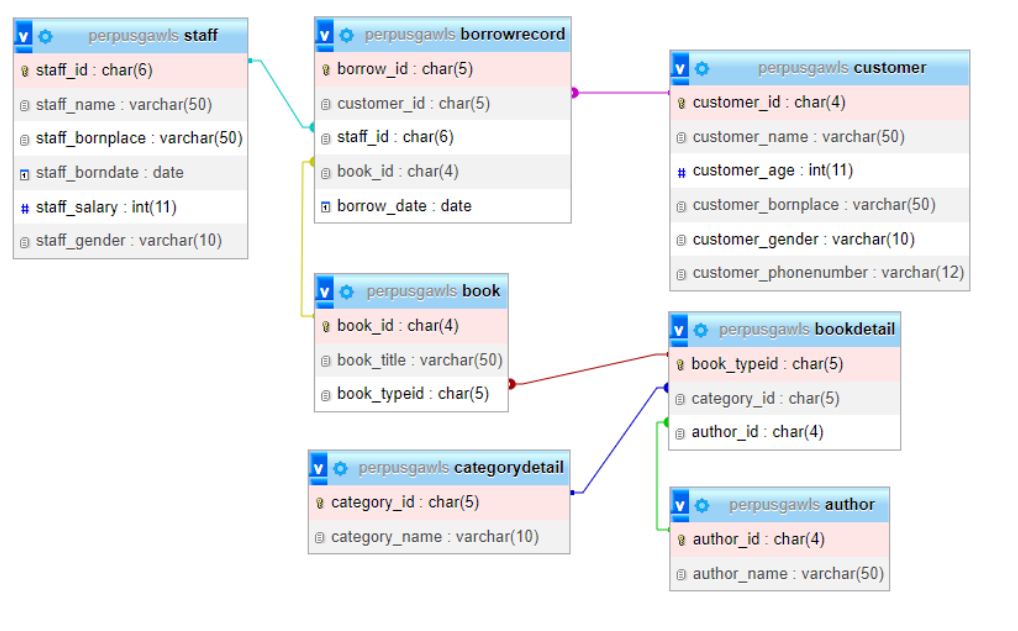 perpusgawls staff
staff_id : char(6)
staff_name : varchar(50)
staff_bornplace : varchar(50)
staff_borndate : date
staff_salary : int(11)
staff_gender : varchar(10)
perpusgawls borrowrecord
borrow_id : char(5)
customer_id : char(5)
staff_id : char(6)
book_id : char(4)
borrow_date : date
perpusgawls customer
customer_id : char(4)
customer_name : varchar(50)
customer_age : int(11)
customer_bornplace : varchar(50)
customer_gender : varchar(10)
customer_phonenumber : varchar(12)
perpusgawls book
book_id : char(4)
book_title : varchar(50)
book_typeid : char(5)
perpusgawls bookdetail
book_typeid : char(5)
category_id : char(5)
author_id : char(4)
perpusgawls categorydetail
category_id : char(5)
category_name : varchar(10)
perpusgawls author
author_id : char(4)
author_name : varchar(50)